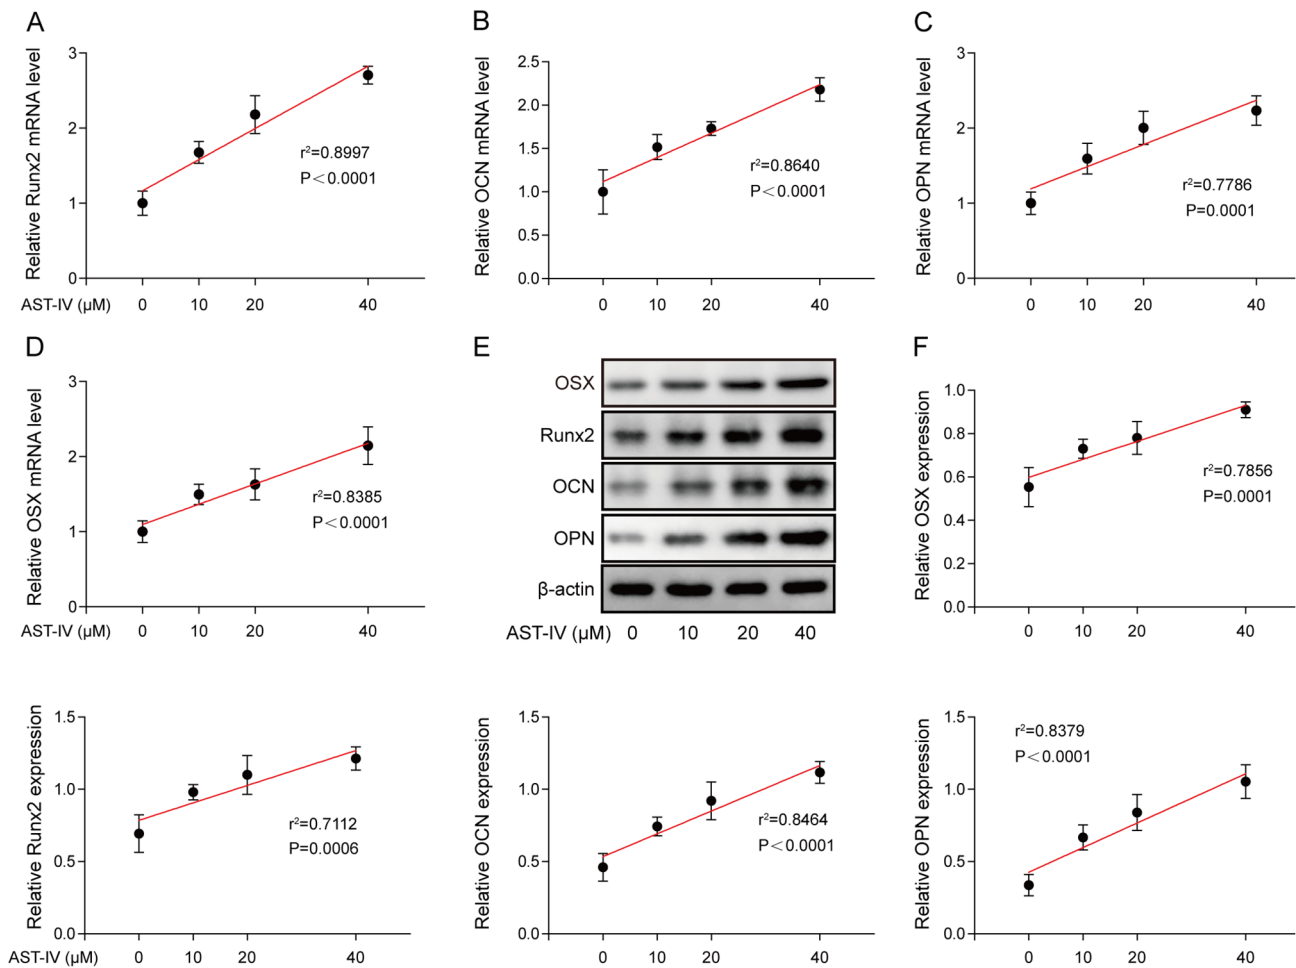 A
Relative Runx2 mRNA level
3
2
1
0
r²=0.8997
P<0.0001
AST-IV (μM) 0 10 20 40
B
Relative OCN mRNA level
2.5
2.0
1.5
1.0
0.5
0.0
r²=0.8640
P<0.0001
0 10 20 40
C
Relative OPN mRNA level
3
2
1
0
r²=0.7786
P=0.0001
0 10 20 40
D
Relative OSX mRNA level
3
2
1
0
r²=0.8385
P<0.0001
AST-IV (μM) 0 10 20 40
E
OSX
Runx2
OCN
OPN
β-actin
AST-IV (μM) 0 10 20 40
F
Relative OSX expression
1.0
0.8
0.6
0.4
0.2
0.0
r²=0.7856
P=0.0001
0 10 20 40
Relative Runx2 expression
1.5
1.0
0.5
0.0
r²=0.7112
P=0.0006
AST-IV (μM) 0 10 20 40
Relative OCN expression
1.5
1.0
0.5
0.0
r²=0.8464
P<0.0001
0 10 20 40
Relative OPN expression
1.5
1.0
0.5
0.0
r²=0.8379
P<0.0001
0 10 20 40